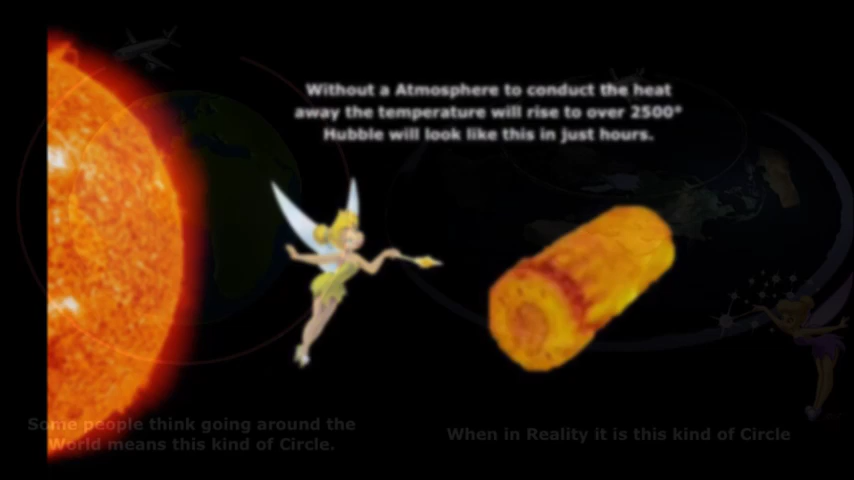 Without a Atmosphere to conduct the heat
away the temperature will rise to over 2500°
Hubble will look like this in just hours.
Some people think going around the
World means this kind of Circle.
When in Reality it is this kind of Circle